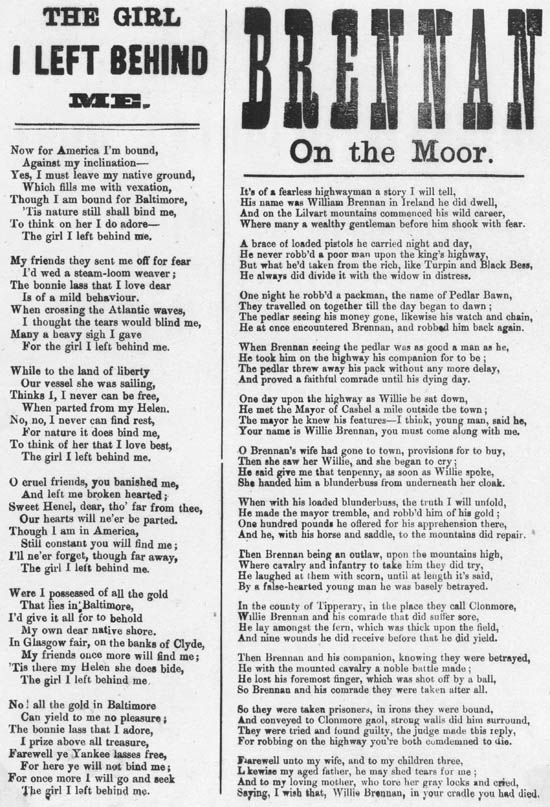 THE GIRL
I LEFT BEHIND
ME.
Now for America I'm bound,
Against my inclination—
Yes, I must leave my native ground,
Which fills me with vexation,
Though I am bound for Baltimore,
'Tis nature still shall bind me,
To think on her I do adore—
The girl I left behind me.
My friends they sent me off for fear
I'd wed a steam-loom weaver;
The bonnie lass that I love dear
Is of a mild behaviour.
When crossing the Atlantic waves,
I thought the tears would blind me,
Many a heavy sigh I gave
For the girl I left behind me.
While to the land of liberty
Our vessel she was sailing,
Thinks I, I never can be free,
When parted from my Helen.
No, no, I never can find rest,
For nature it does bind me,
To think of her that I love best,
The girl I left behind me.
O cruel friends, you banished me,
And left me broken hearted;
Sweet Henel, dear, tho' far from thee,
Our hearts will ne'er be parted.
Though I am in America,
Still constant you will find me;
I'll ne'er forget, though far away,
The girl I left behind me.
Were I possessed of all the gold
That lies in Baltimore,
I'd give it all for to behold
My own dear native shore.
In Glasgow fair, on the banks of Clyde,
My friends once more will find me;
'Tis there my Helen she does bide,
The girl I left behind me.
No! all the gold in Baltimore
Can yield to me no pleasure;
The bonnie lass that I adore,
I prize above all treasure,
Farewell ye Yankee lasses free,
For here ye will not bind me;
For once more I will go and seek
The girl I left behind me.
BRENNAN
On the Moor.
It's of a fearless highwayman a story I will tell,
His name was William Brennan in Ireland he did dwell,
And on the Lilvart mountains commenced his wild career,
Where many a wealthy gentleman before him shook with fear.
A brace of loaded pistols he carried night and day,
He never robb'd a poor man upon the king's highway,
But what he'd taken from the rich, like Turpin and Black Bess,
He always did divide it with the widow in distress.
One night he robb'd a packman, the name of Pedlar Bawn,
They travelled on together till the day began to dawn;
The pedlar seeing his money gone, likewise his watch and chain,
He at once encountered Brennan, and robbed him back again.
When Brennan seeing the pedlar was as good a man as he,
He took him on the highway his companion for to be;
The pedlar threw away his pack without any more delay,
And proved a faithful comrade until his dying day.
One day upon the highway as Willie he sat down,
He met the Mayor of Cashel a mile outside the town;
The mayor he knew his features—I think, young man, said he,
Your name is Willie Brennan, you must come along with me.
O Brennan's wife had gone to town, provisions for to buy,
Then she saw her Willie, and she began to cry;
He said give me that tenpenny, as soon as Willie spoke,
She handed him a blunderbuss from underneath her cloak.
When with his loaded blunderbuss, the truth I will unfold,
He made the mayor tremble, and robb'd him of his gold;
One hundred pounds he offered for his apprehension there,
And he, with his horse and saddle, to the mountains did repair.
Then Brennan being an outlaw, upon the mountains high,
Where cavalry and infantry to take him they did try,
He laughed at them with scorn, until at length it's said,
By a false-hearted young man he was basely betrayed.
In the county of Tipperary, in the place they call Clonmore,
Willie Brennan and his comrade that did suffer sore,
He lay amongst the fern, which was thick upon the field,
And nine wounds he did receive before that he did yield.
Then Brennan and his companion, knowing they were betrayed,
He with the mounted cavalry a noble battle made;
He lost his foremost finger, which was shot off by a ball,
So Brennan and his comrade they were taken after all.
So they were taken prisoners, in irons they were bound,
And conveyed to Clonmore gaol, strong walls did him surround,
They were tried and found guilty, the judge made this reply,
For robbing on the highway you're both condemned to die.
Farewell unto my wife, and to my children three,
Likewise my aged father, he may shed tears for me;
And to my loving mother, who tore her gray locks and cried,
Saying, I wish that, Willie Brennan, in your cradle you had died.